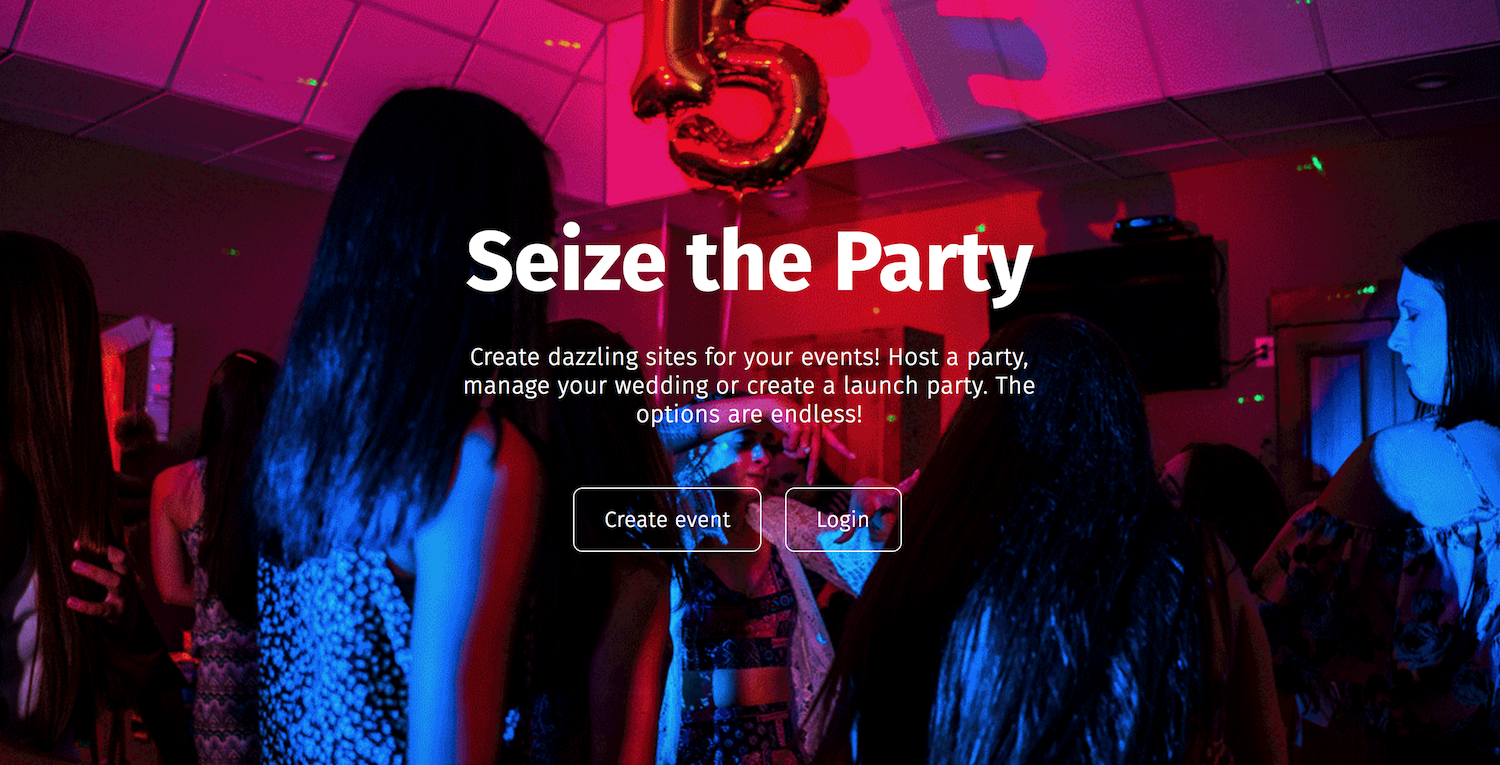 5
Seize the Party
Create dazzling sites for your events! Host a party,
manage your wedding or create a launch party. The
options are endless!
Create event
Login